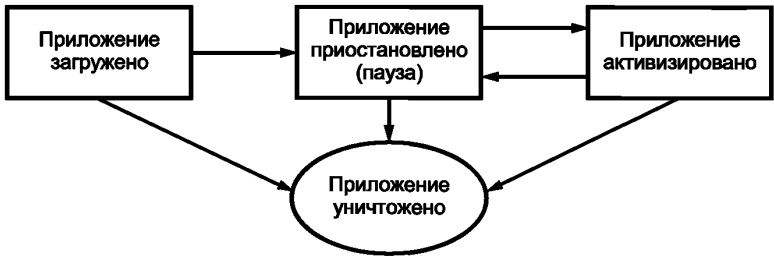 Приложение
загружено
Приложение
приостановлено
(пауза)
Приложение
активизировано
Приложение
уничтожено